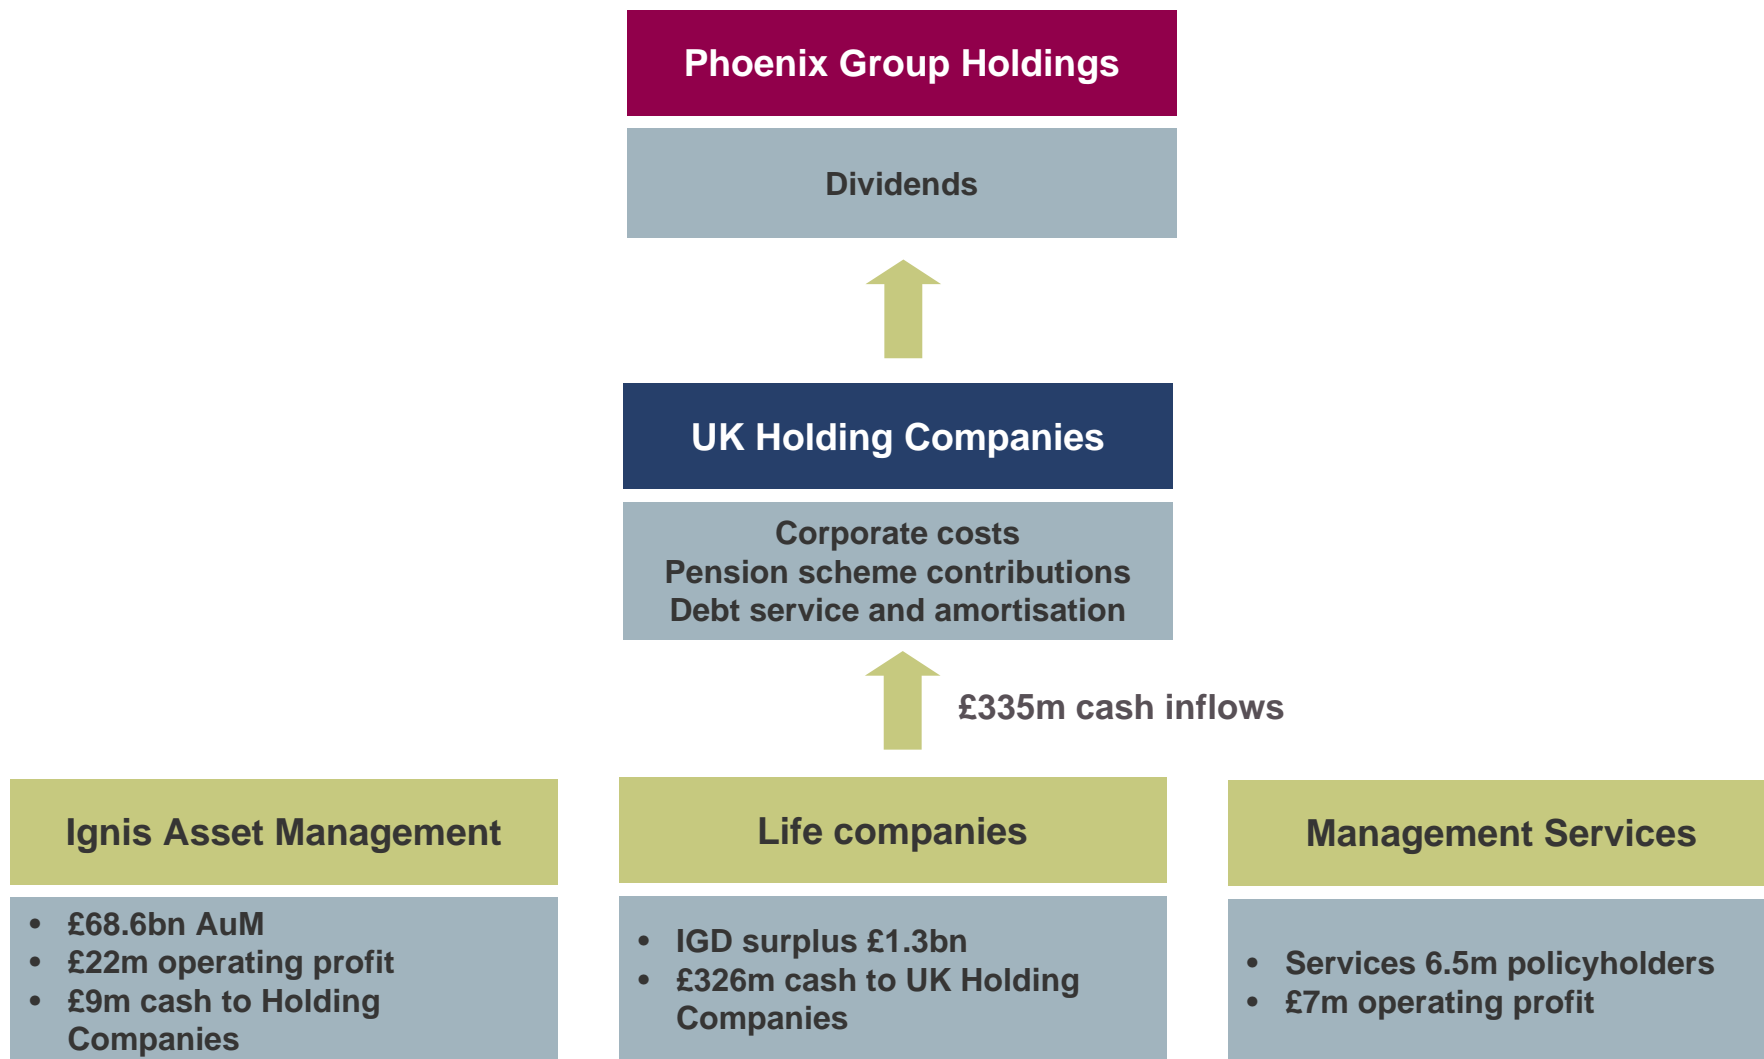 Phoenix Group Holdings
Dividends
UK Holding Companies
Corporate costs
Pension scheme contributions
Debt service and amortisation
£335m cash inflows
Ignis Asset Management
• £68.6bn AuM
• £22m operating profit
• £9m cash to Holding
Companies
Life companies
• IGD surplus £1.3bn
• £326m cash to UK Holding
Companies
Management Services
• Services 6.5m policyholders
• £7m operating profit